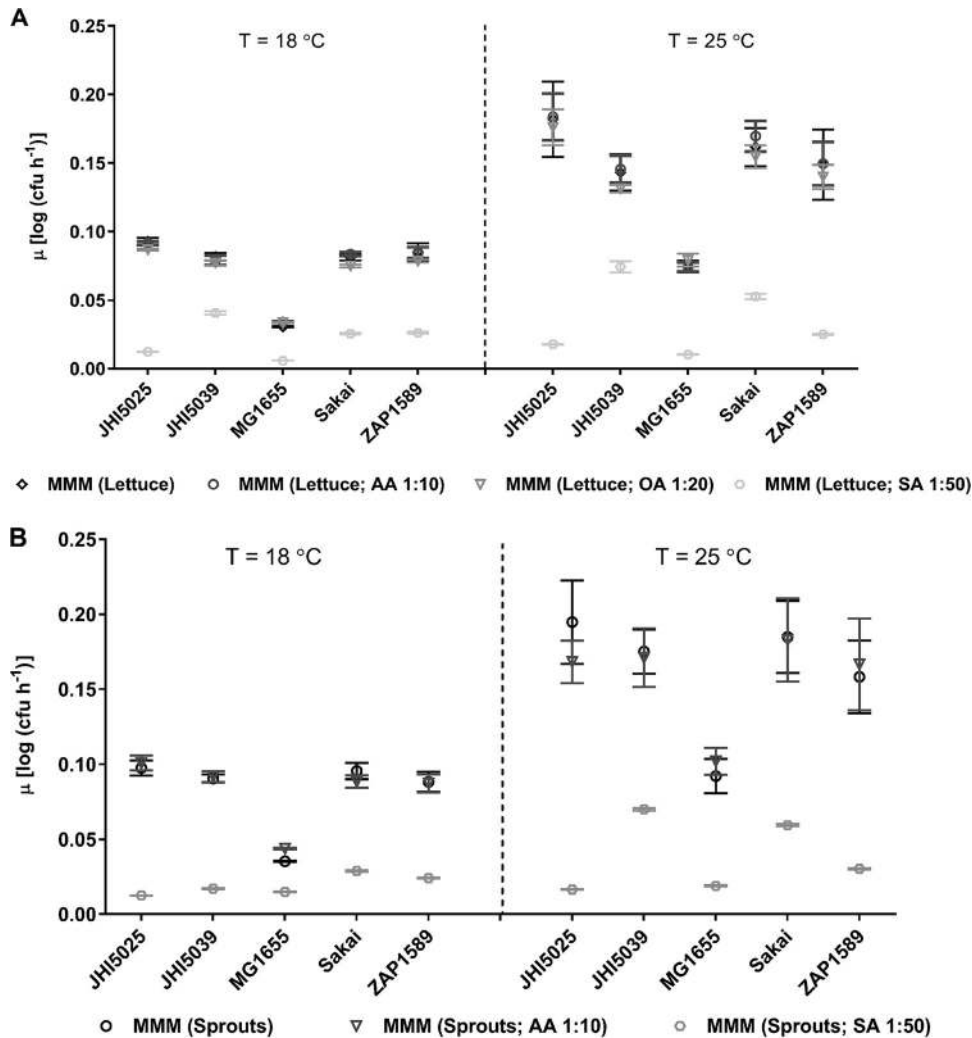 A
T = 18 °C
T = 25 °C
μ [log (cfu h⁻¹)]
0.25
0.20
0.15
0.10
0.05
0.00
JHI5025
JHI5039
MG1655
Sakai
ZAP1589
JHI5025
JHI5039
MG1655
Sakai
ZAP1589
MMM (Lettuce) MMM (Lettuce; AA 1:10) MMM (Lettuce; OA 1:20) MMM (Lettuce; SA 1:50)
B
T = 18 °C
T = 25 °C
μ [log (cfu h⁻¹)]
0.25
0.20
0.15
0.10
0.05
0.00
JHI5025
JHI5039
MG1655
Sakai
ZAP1589
JHI5025
JHI5039
MG1655
Sakai
ZAP1589
MMM (Sprouts) MMM (Sprouts; AA 1:10) MMM (Sprouts; SA 1:50)